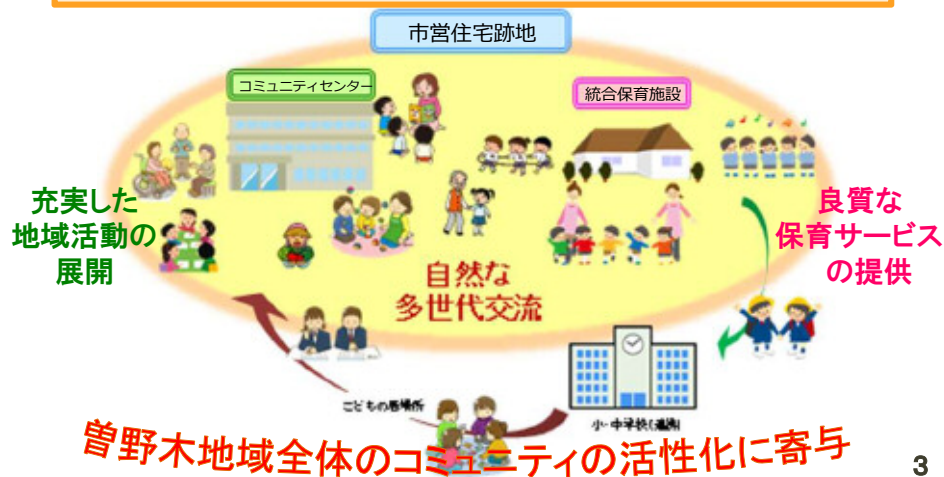 市営住宅跡地
コミュニティセンター
統合保育施設
充実した
地域活動の
展開
良質な
保育サービス
の提供
自然な
多世代交流
こどもの居場所
小・中学校(連携)
曽野木地域全体のコミュニティの活性化に寄与
3